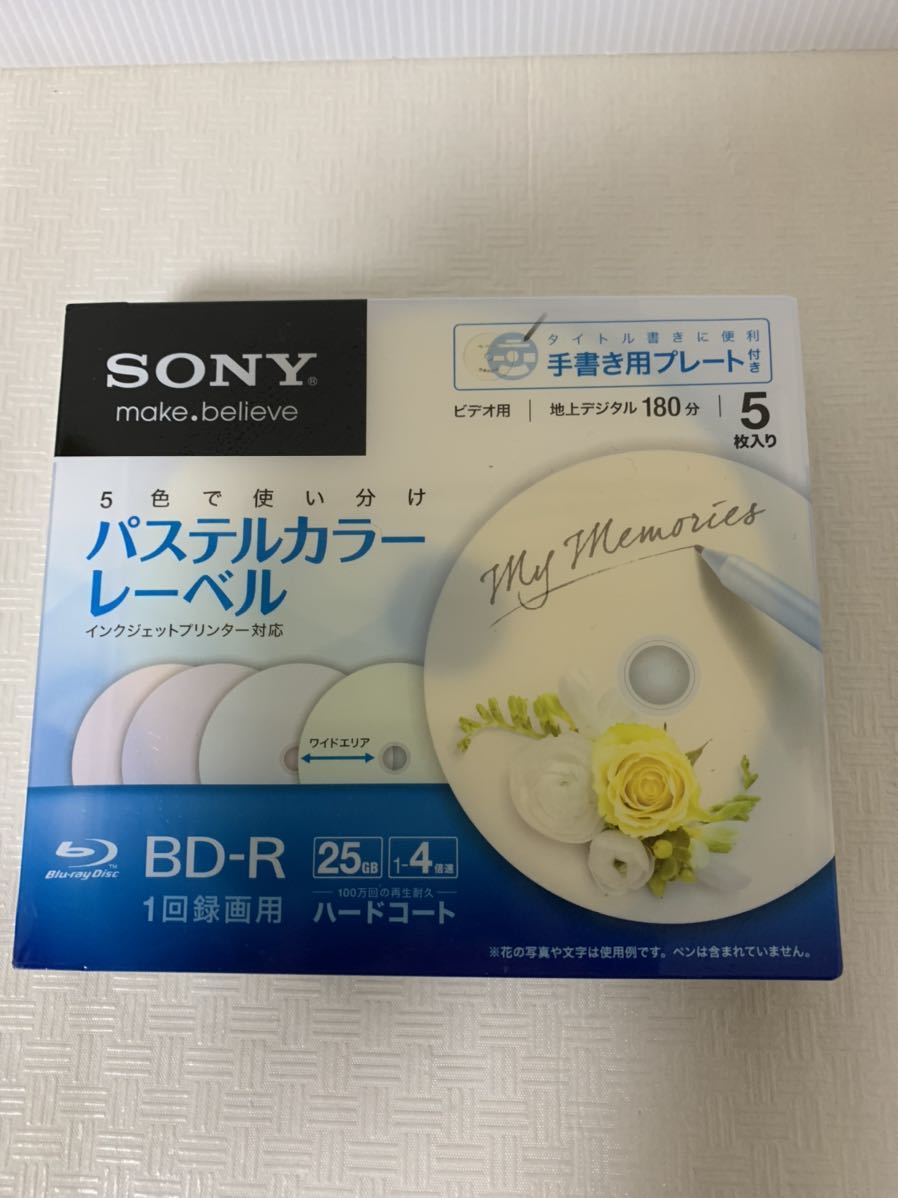 SONY®
make.believe
タイトル書きに便利
手書き用プレート付き
ビデオ用 | 地上デジタル 180分 | 5枚入り
5色で使い分け
パステルカラー
レーベル
インクジェットプリンター対応
My Memories
ワイドエリア
Blu-ray Disc™
BD-R
1回録画用
25GB
1-4倍速
100万回の再生耐久
ハードコート
※花の写真や文字は使用例です。ペンは含まれていません。